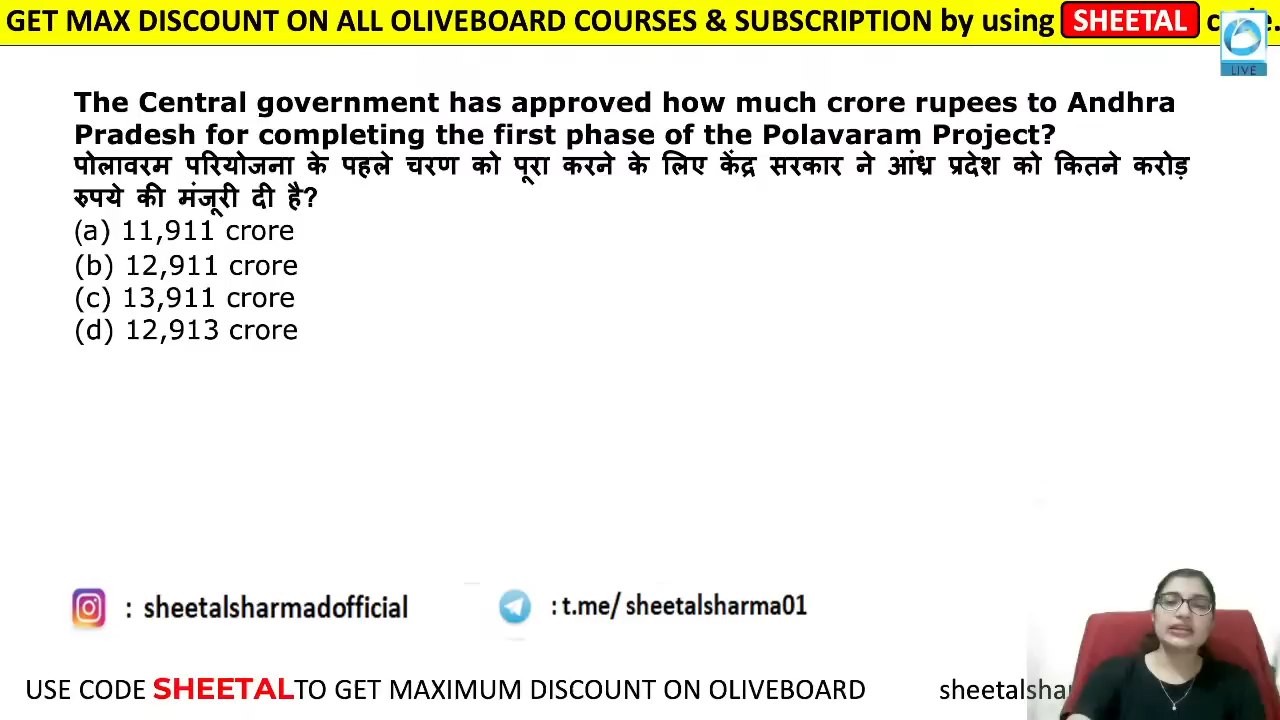 GET MAX DISCOUNT ON ALL OLIVEBOARD COURSES & SUBSCRIPTION by using SHEETAL
LIVE
The Central government has approved how much crore rupees to Andhra
Pradesh for completing the first phase of the Polavaram Project?
पोलावरम परियोजना के पहले चरण को पूरा करने के लिए केंद्र सरकार ने आंध्र प्रदेश को कितने करोड़
रुपये की मंजूरी दी है?
(a) 11,911 crore
(b) 12,911 crore
(c) 13,911 crore
(d) 12,913 crore
: sheetalsharmadofficial
: t.me/ sheetalsharma01
USE CODE SHEETALTO GET MAXIMUM DISCOUNT ON OLIVEBOARD